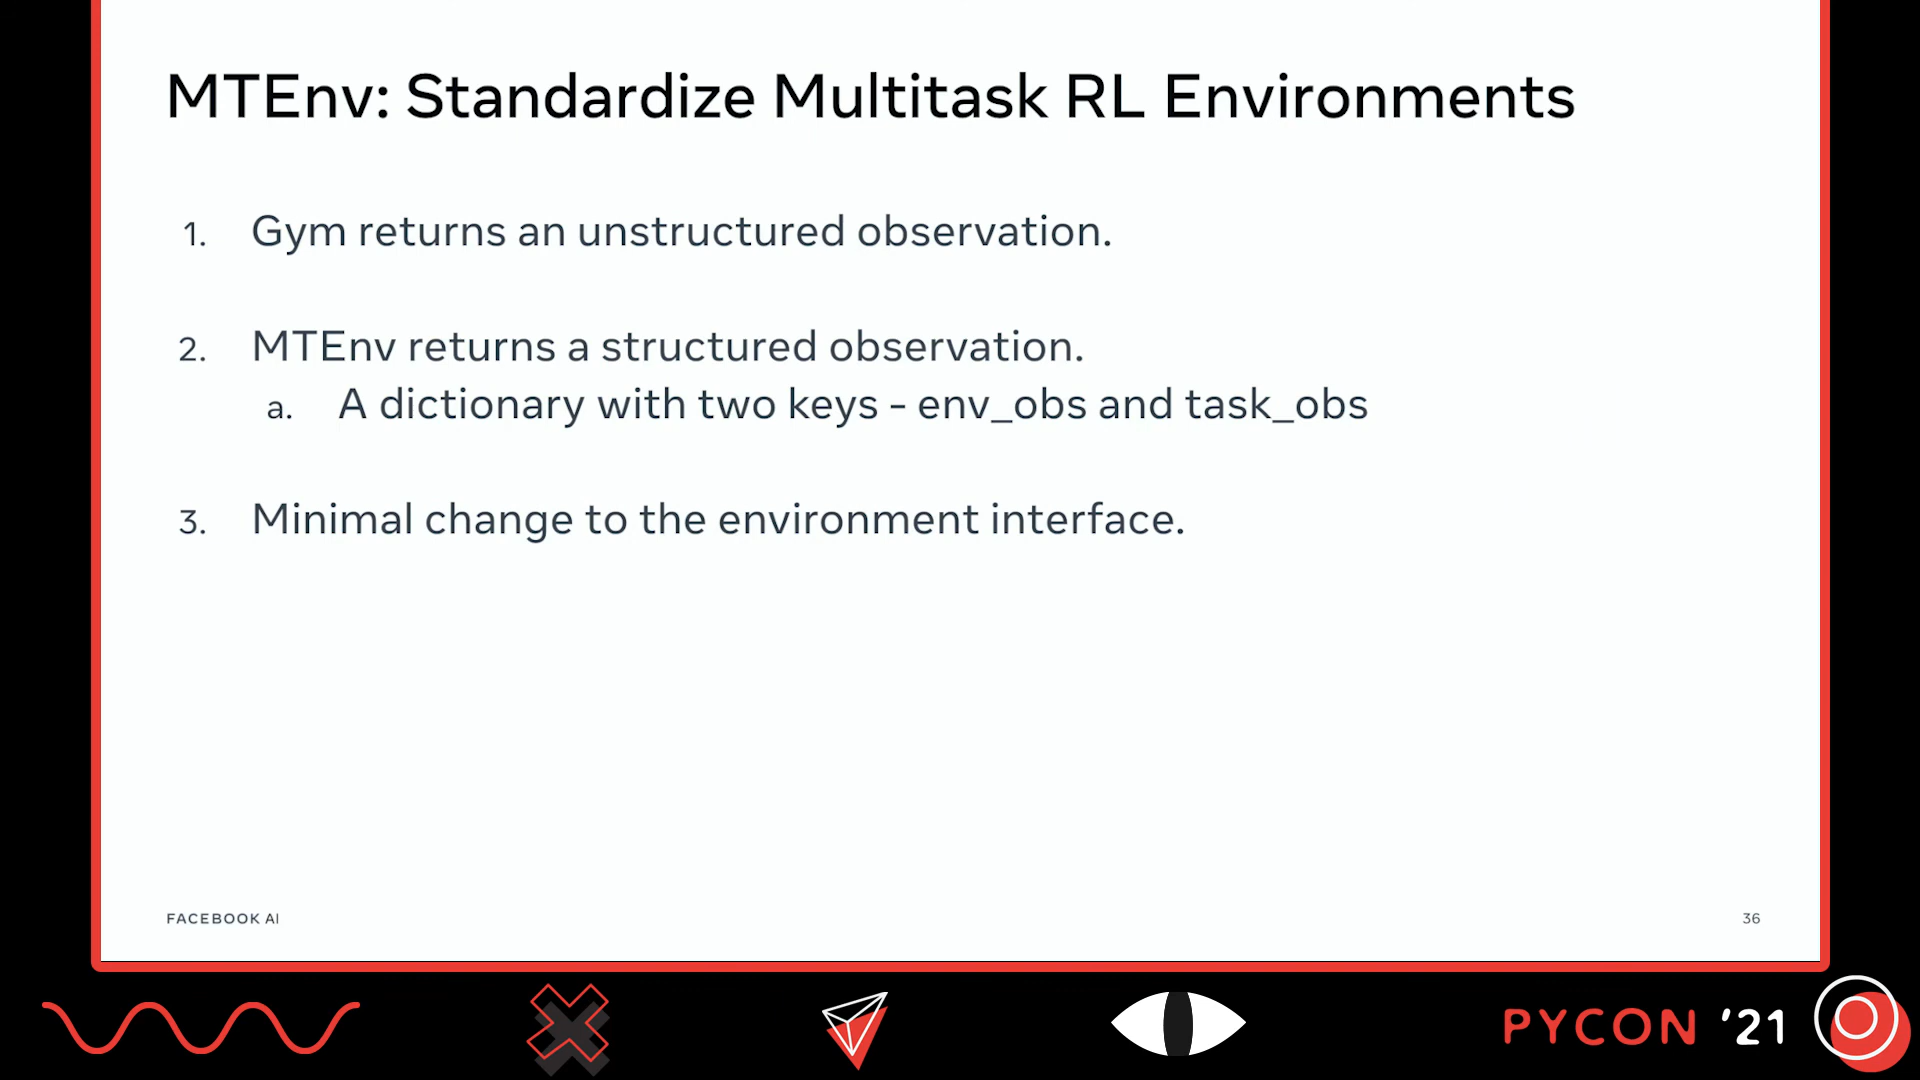 MTEnv: Standardize Multitask RL Environments
1. Gym returns an unstructured observation.
2. MTEnv returns a structured observation.
a. A dictionary with two keys - env_obs and task_obs
3. Minimal change to the environment interface.
FACEBOOK AI
36
PYCON '21